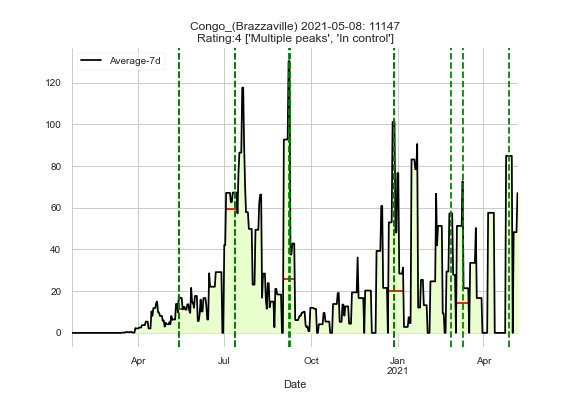 Congo_(Brazzaville) 2021-05-08: 11147
Rating:4 ['Multiple peaks', 'In control']
Average-7d
120
100
80
60
40
20
0
Apr
Jul
Oct
Jan
2021
Apr
Date